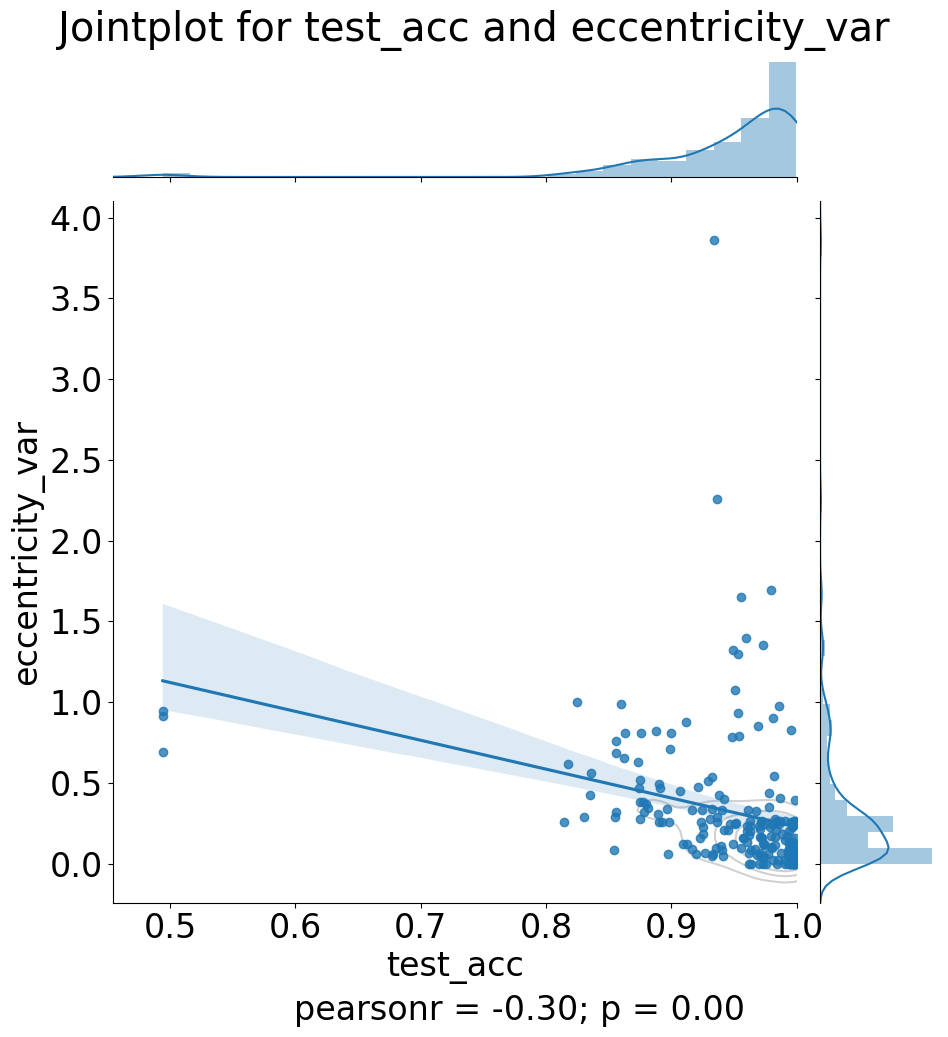 Jointplot for test_acc and eccentricity_var
4.0
3.5
3.0
2.5
2.0
1.5
1.0
0.5
0.0
eccentricity_var
0.5 0.6 0.7 0.8 0.9 1.0
test_acc
pearsonr = -0.30; p = 0.00